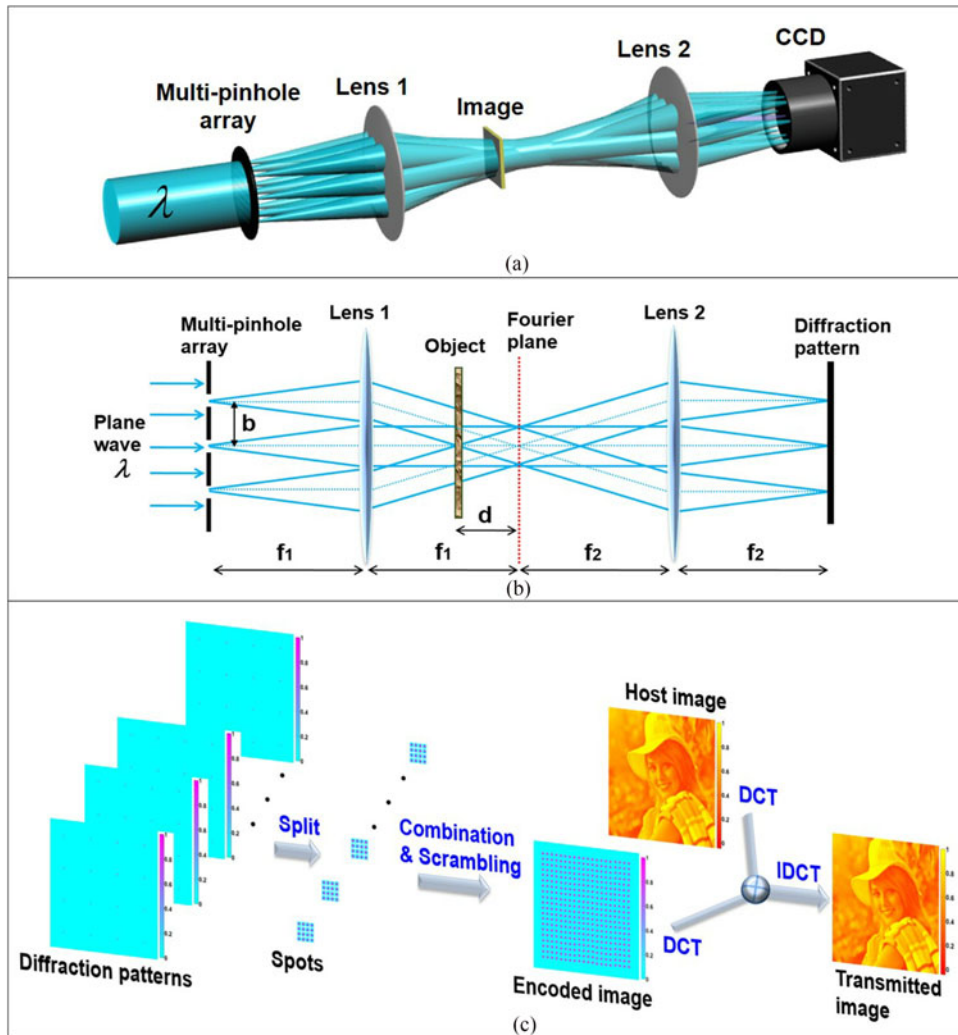 Multi-pinhole
array
Lens 1
Image
Lens 2
CCD
λ
(a)
Multi-pinhole
array
Lens 1
Object
Fourier
plane
Lens 2
Diffraction
pattern
Plane
wave
λ
b
d
f1
f1
f2
f2
(b)
Diffraction patterns
Split
Spots
Combination
& Scrambling
Host image
DCT
IDCT
DCT
Encoded image
Transmitted
image
(c)